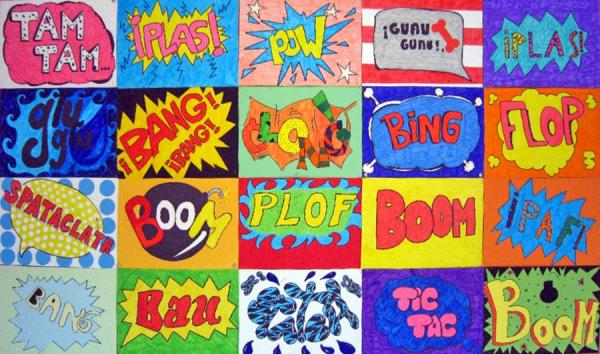 TAM
TAM...
¡PLAS!
POW
¡GUAU
GUAU!
¡PLAS!
glu
glu
¡BANG!
¡BANG!
BING
FLOP
SPATACLATH
BOOM
PLOF
BOOM
¡PAF!
BANG
Bau
TIC
TAC
BOOM